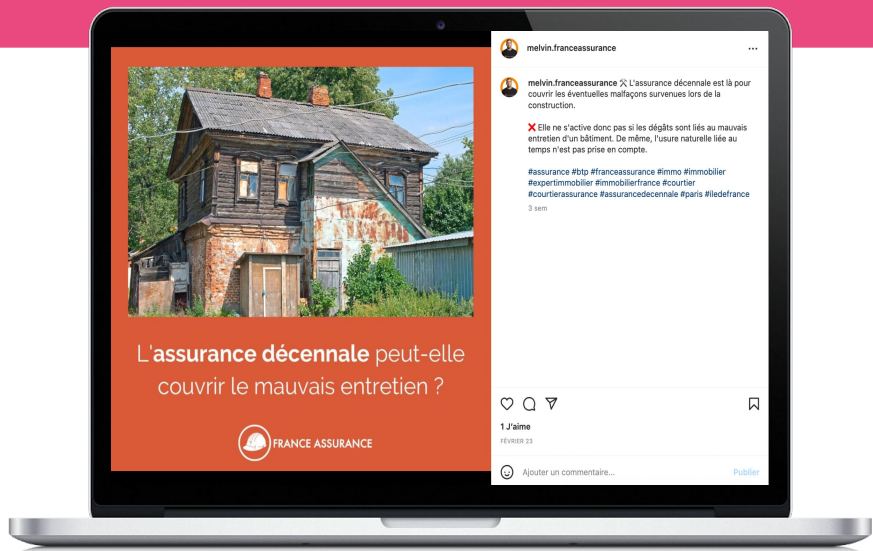 L'assurance décennale peut-elle
couvrir le mauvais entretien ?
FRANCE ASSURANCE
melvin.franceassurance
melvin.franceassurance ⚒ L'assurance décennale est là pour
couvrir les éventuelles malfaçons survenues lors de la
construction.
❌ Elle ne s'active donc pas si les dégâts sont liés au mauvais
entretien d'un bâtiment. De même, l'usure naturelle liée au
temps n'est pas prise en compte.
#assurance #btp #franceassurance #immo #immobilier
#expertimmobilier #immobilierfrance #courtier
#courtierassurance #assurancedecennale #paris #iledefrance
3 sem
1 J'aime
FÉVRIER 23
Ajouter un commentaire...
Publier